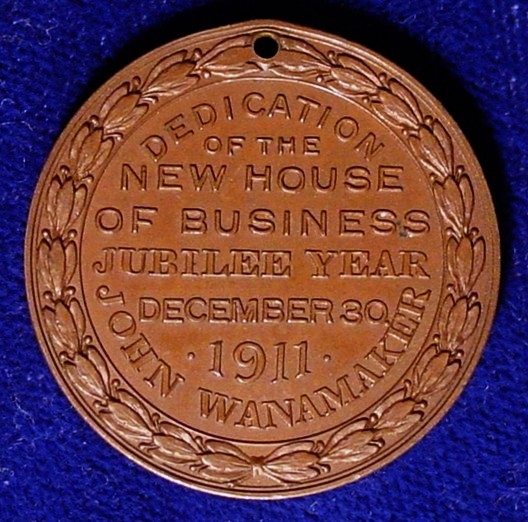 DEDICATION
OF THE
NEW HOUSE
OF BUSINESS
JUBILEE YEAR
DECEMBER 30
· 1911 ·
JOHN WANAMAKER